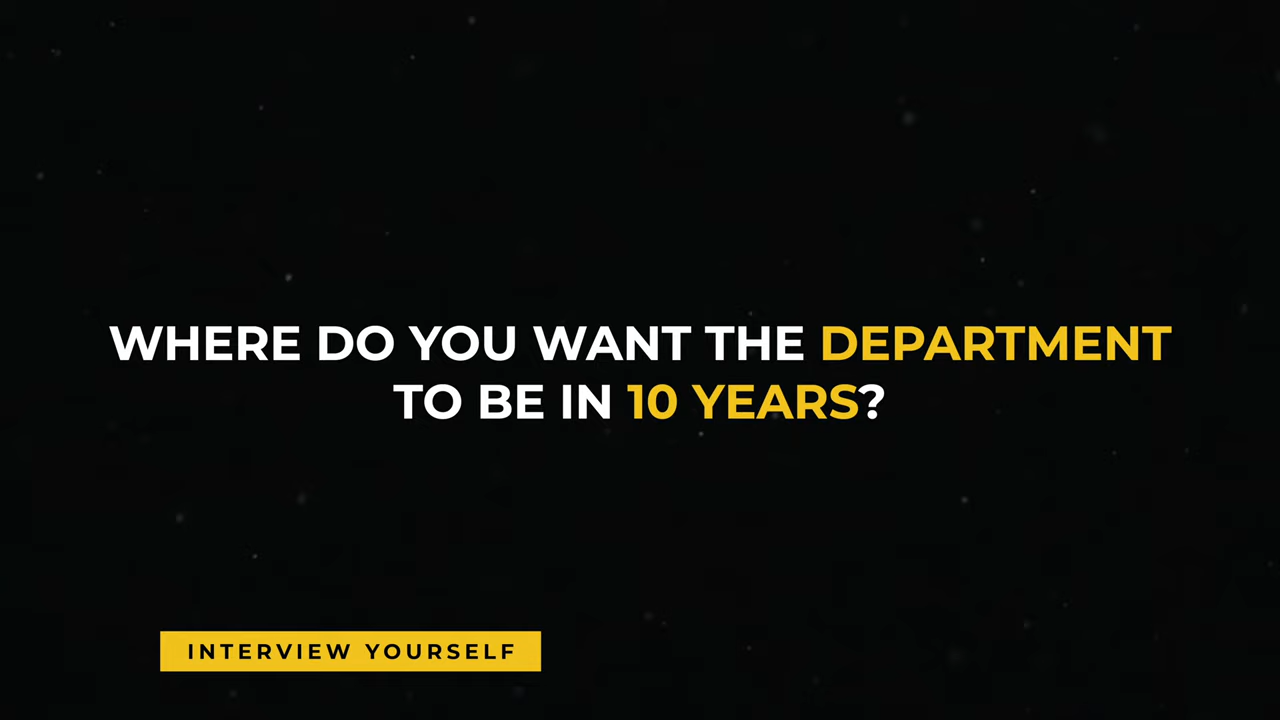 WHERE DO YOU WANT THE DEPARTMENT
TO BE IN 10 YEARS?
INTERVIEW YOURSELF